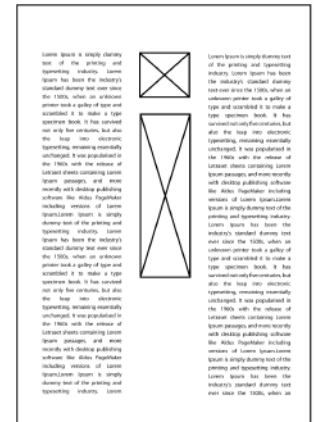 Lorem Ipsum is simply dummy
text of the printing and
typesetting industry. Lorem
Ipsum has been the industry's
standard dummy text ever since
the 1500s, when an unknown
printer took a galley of type and
scrambled it to make a type
specimen book. It has survived
not only five centuries, but also
the leap into electronic
typesetting, remaining essentially
unchanged. It was popularised in
the 1960s with the release of
Letraset sheets containing Lorem
Ipsum passages, and more
recently with desktop publishing
software like Aldus PageMaker
including versions of Lorem
Ipsum.Lorem Ipsum is simply
dummy text of the printing and
typesetting industry. Lorem
Ipsum has been the industry's
standard dummy text ever since
the 1500s, when an unknown
printer took a galley of type and
scrambled it to make a type
specimen book. It has survived
not only five centuries, but also
the leap into electronic
typesetting, remaining essentially
unchanged. It was popularised in
the 1960s with the release of
Letraset sheets containing Lorem
Ipsum passages, and more
recently with desktop publishing
software like Aldus PageMaker
including versions of Lorem
Ipsum.Lorem Ipsum is simply
dummy text of the printing and
typesetting industry. Lorem
Lorem Ipsum is simply dummy text
of the printing and typesetting
industry. Lorem Ipsum has been
the industry's standard dummy
text ever since the 1500s, when an
unknown printer took a galley of
type and scrambled it to make a
type specimen book. It has
survived not only five centuries, but
also the leap into electronic
typesetting, remaining essentially
unchanged. It was popularised in
the 1960s with the release of
Letraset sheets containing Lorem
Ipsum passages, and more recently
with desktop publishing software
like Aldus PageMaker including
versions of Lorem Ipsum.Lorem
Ipsum is simply dummy text of the
printing and typesetting industry.
Lorem Ipsum has been the
industry's standard dummy text
ever since the 1500s, when an
unknown printer took a galley of
type and scrambled it to make a
type specimen book. It has
survived not only five centuries, but
also the leap into electronic
typesetting, remaining essentially
unchanged. It was popularised in
the 1960s with the release of
Letraset sheets containing Lorem
Ipsum passages, and more recently
with desktop publishing software
like Aldus PageMaker including
versions of Lorem Ipsum.Lorem
Ipsum is simply dummy text of the
printing and typesetting industry.
Lorem Ipsum has been the
industry's standard dummy text
ever since the 1500s, when an